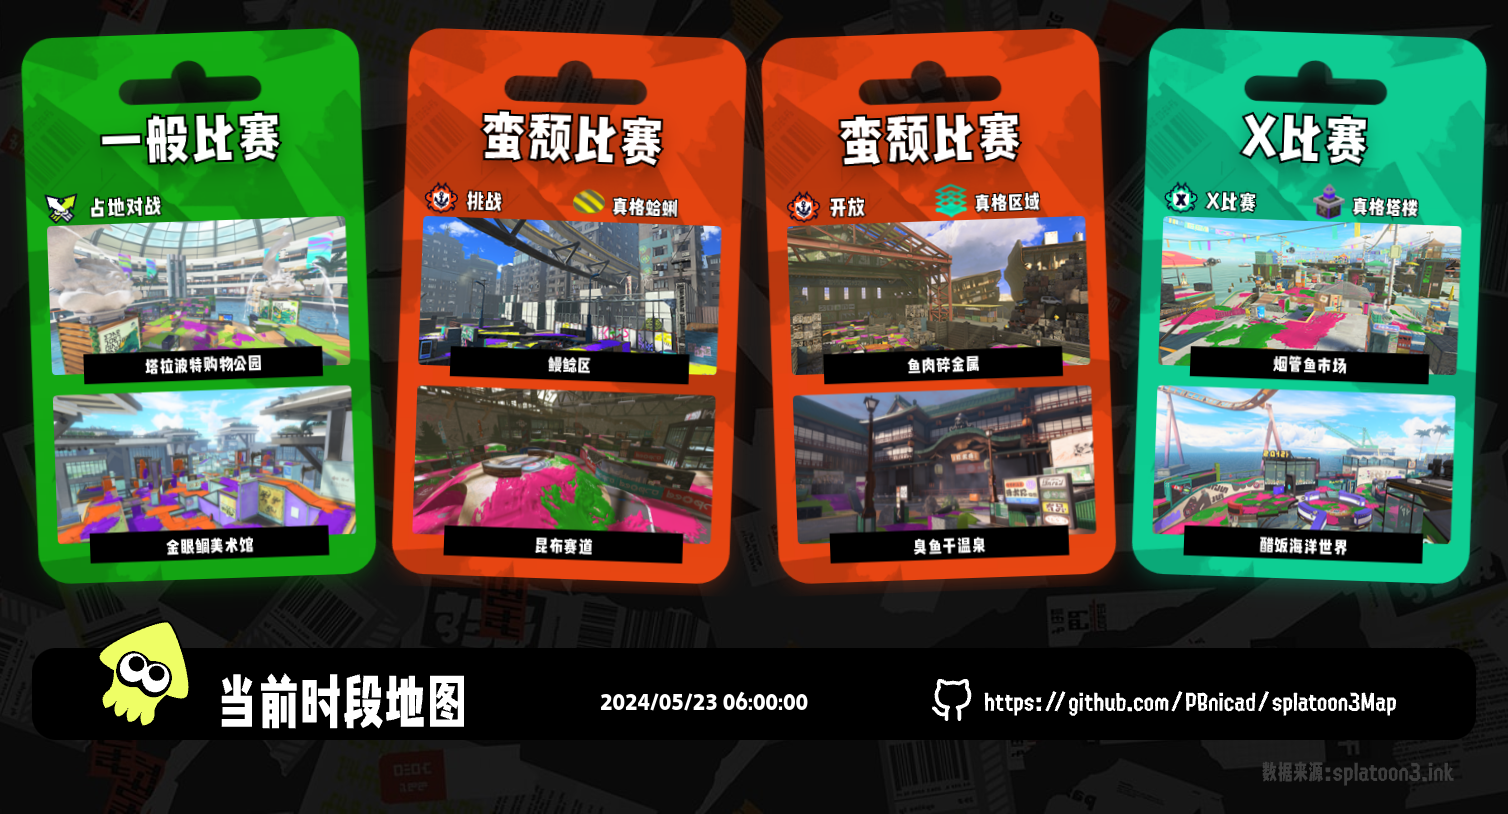 一般比赛
占地对战
塔拉波特购物公园
金眼鲷美术馆
蛮颓比赛
挑战
真格蛤蜊
鳗鲶区
昆布赛道
蛮颓比赛
开放
真格区域
鱼肉碎金属
臭鱼干温泉
X比赛
X比赛
真格塔楼
烟管鱼市场
醋饭海洋世界
当前时段地图
2024/05/23 06:00:00
https://github.com/PBnicad/splatoon3Map
数据来源:splatoon3.ink